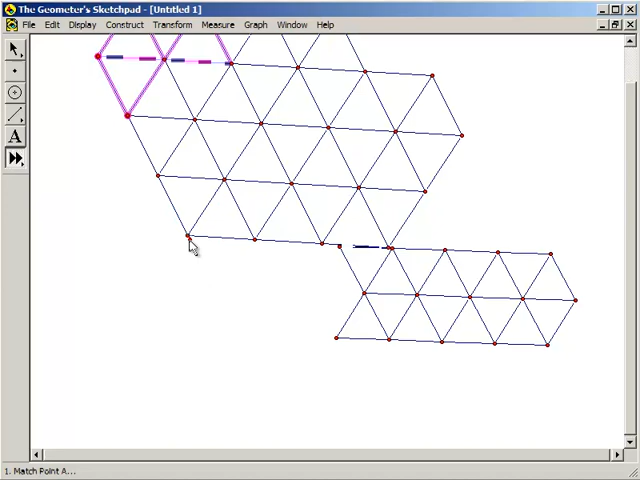 The Geometer's Sketchpad - [Untitled 1]
File Edit Display Construct Transform Measure Graph Window Help
A
1. Match Point A...